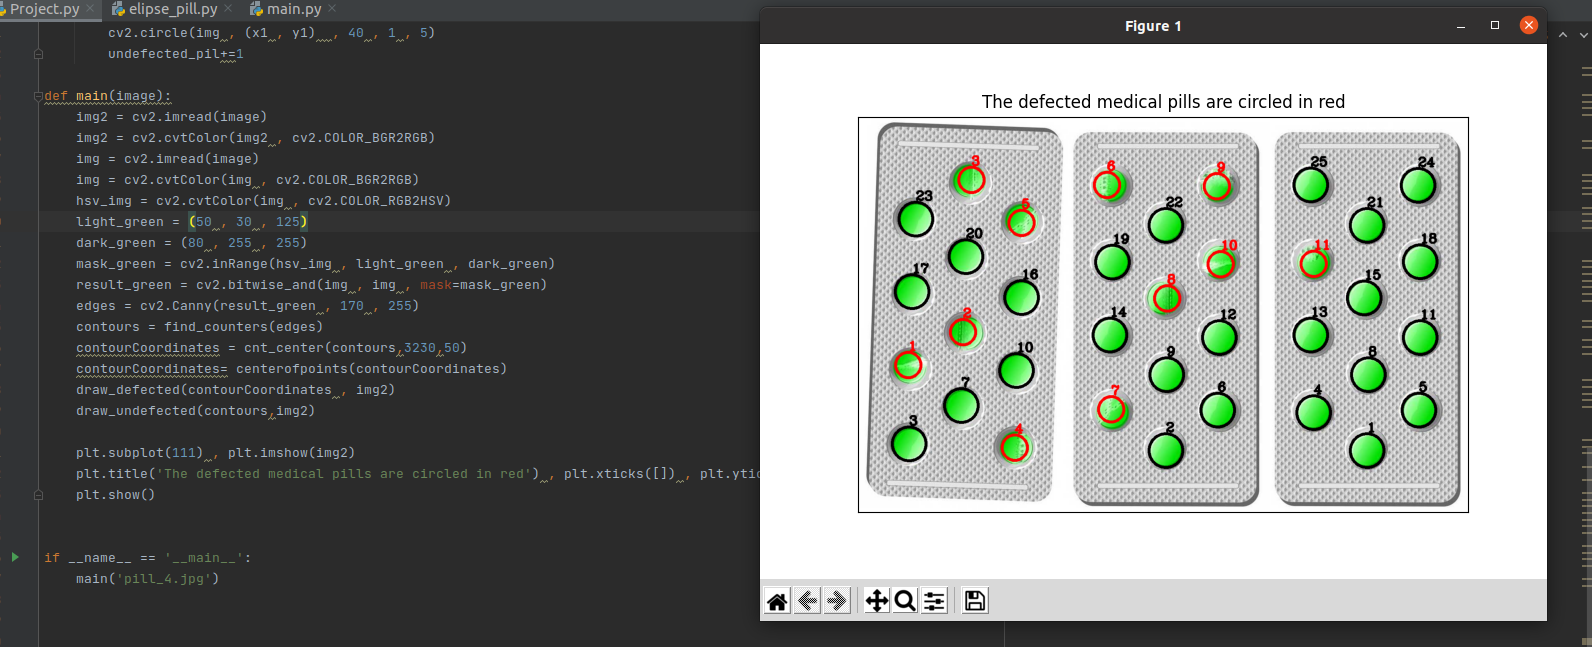 Project.py elipse_pill.py main.py
cv2.circle(img , (x1 , y1) , 40 , 1 , 5)
undefected_pil+=1
def main(image):
img2 = cv2.imread(image)
img2 = cv2.cvtColor(img2 , cv2.COLOR_BGR2RGB)
img = cv2.imread(image)
img = cv2.cvtColor(img , cv2.COLOR_BGR2RGB)
hsv_img = cv2.cvtColor(img , cv2.COLOR_RGB2HSV)
light_green = (50 , 30 , 125)
dark_green = (80 , 255 , 255)
mask_green = cv2.inRange(hsv_img , light_green , dark_green)
result_green = cv2.bitwise_and(img , img , mask=mask_green)
edges = cv2.Canny(result_green , 170 , 255)
contours = find_counters(edges)
contourCoordinates = cnt_center(contours,3230,50)
contourCoordinates= centerofpoints(contourCoordinates)
draw_defected(contourCoordinates , img2)
draw_undefected(contours,img2)
plt.subplot(111) , plt.imshow(img2)
plt.title('The defected medical pills are circled in red') , plt.xticks([]) , plt.ytic
plt.show()
if __name__ == '__main__':
main('pill_4.jpg')
Figure 1
The defected medical pills are circled in red
3
23
5
20
17
16
2
1
10
7
3
4
6
9
22
19
10
8
14
12
9
7
6
2
25
24
21
11
18
15
13
11
8
4
5
1